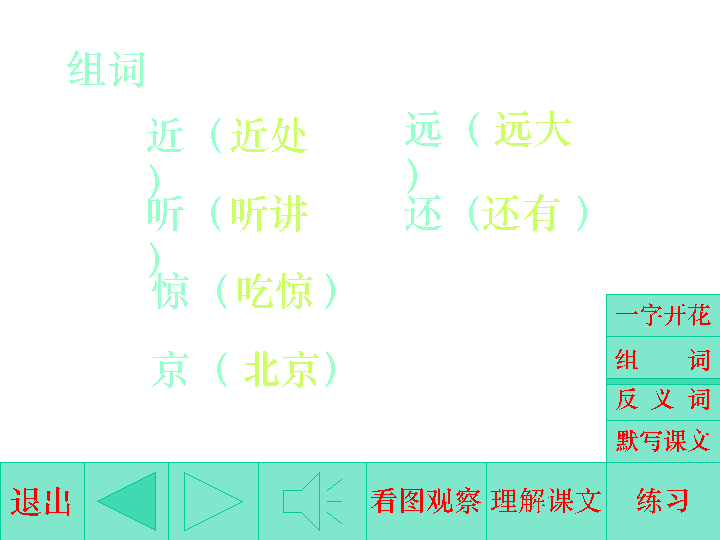 组词
近（近处）
远（ 远大）
听（听讲）
还（还有 ）
惊（吃惊 ）
京（ 北京）
一字开花
组 词
反 义 词
默写课文
退出
看图观察
理解课文
练习